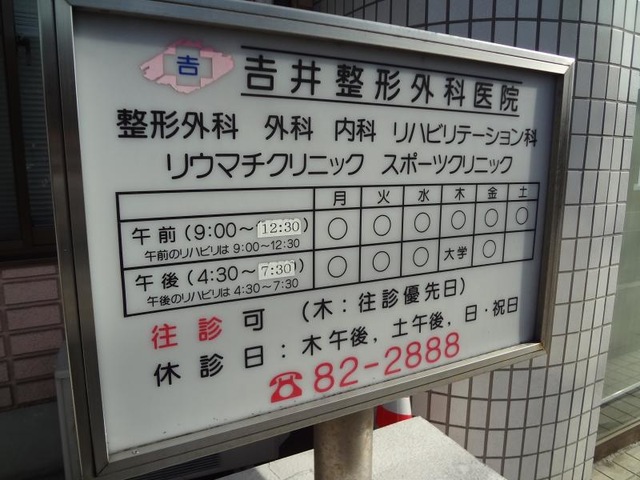 吉
吉井整形外科医院
整形外科 外科 内科 リハビリテーション科
リウマチクリニック スポーツクリニック
月 火 水 木 金 土
午前(9:00~12:30) ○ ○ ○ ○ ○ ○
午前のリハビリは 9:00~12:30
午後(4:30~7:30) ○ ○ ○ 大学 ○
午後のリハビリは 4:30~7:30
往診可 (木:往診優先日)
休診日:木午後,土午後,日・祝日
☎82-2888